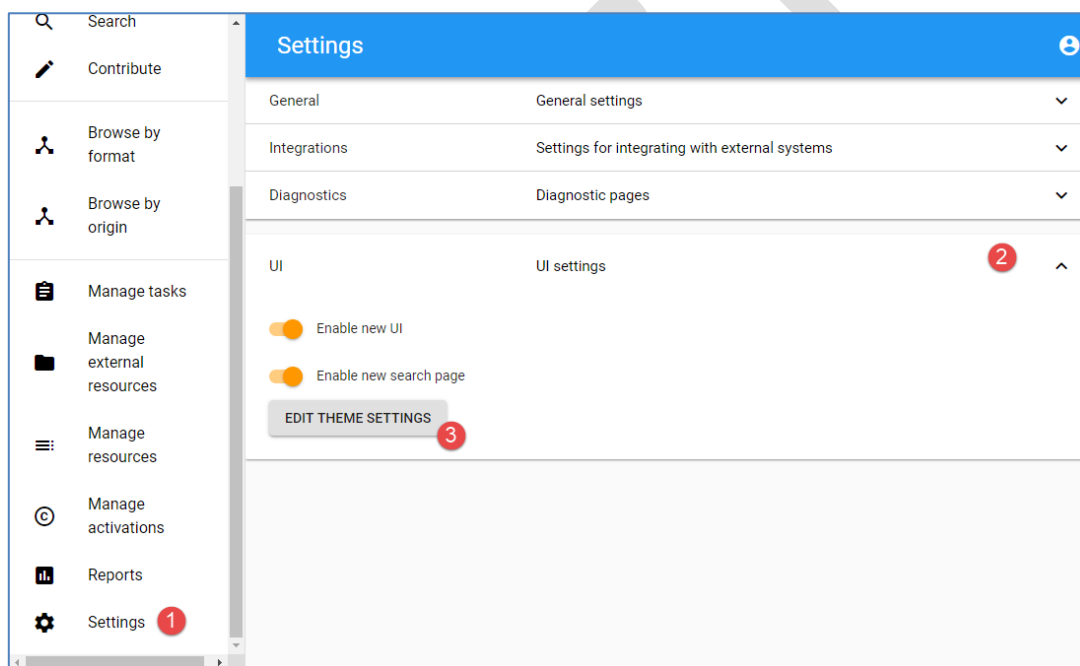 Search
Contribute
Browse by
format
Browse by
origin
Manage tasks
Manage
external
resources
Manage
resources
Manage
activations
Reports
Settings 1
Settings
General General settings
Integrations Settings for integrating with external systems
Diagnostics Diagnostic pages
UI UI settings 2
Enable new UI
Enable new search page
EDIT THEME SETTINGS
3